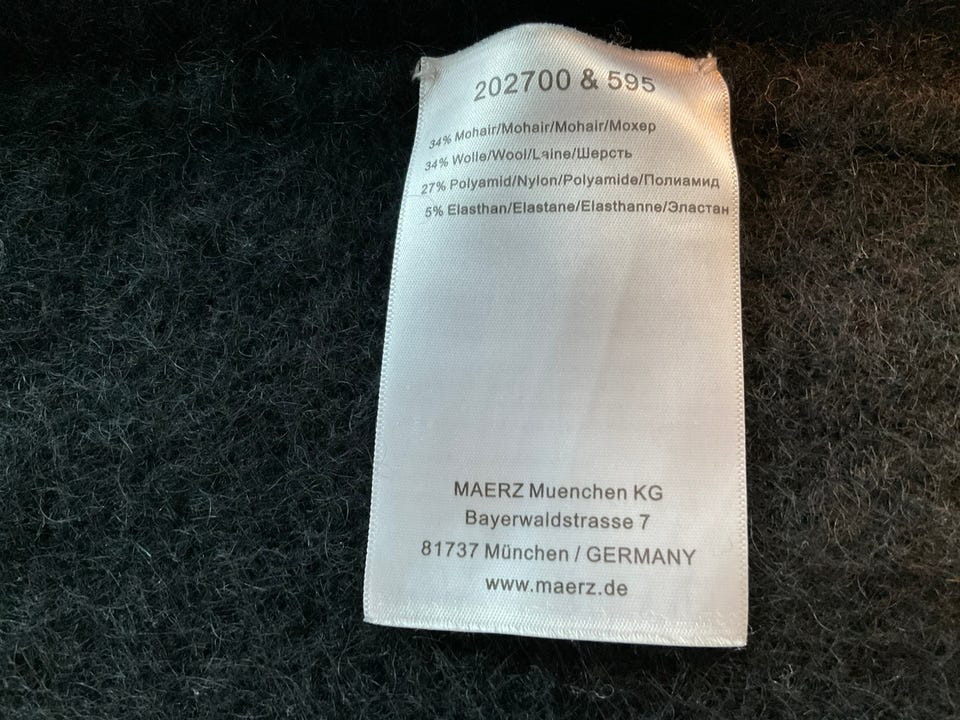 202700 & 595
34% Mohair/Mohair/Mohair/Мохер
34% Wolle/Wool/Laine/Шерсть
27% Polyamid/Nylon/Polyamide/Полиамид
5% Elasthan/Elastane/Elasthanne/Эластан
MAERZ Muenchen KG
Bayerwaldstrasse 7
81737 München / GERMANY
www.maerz.de